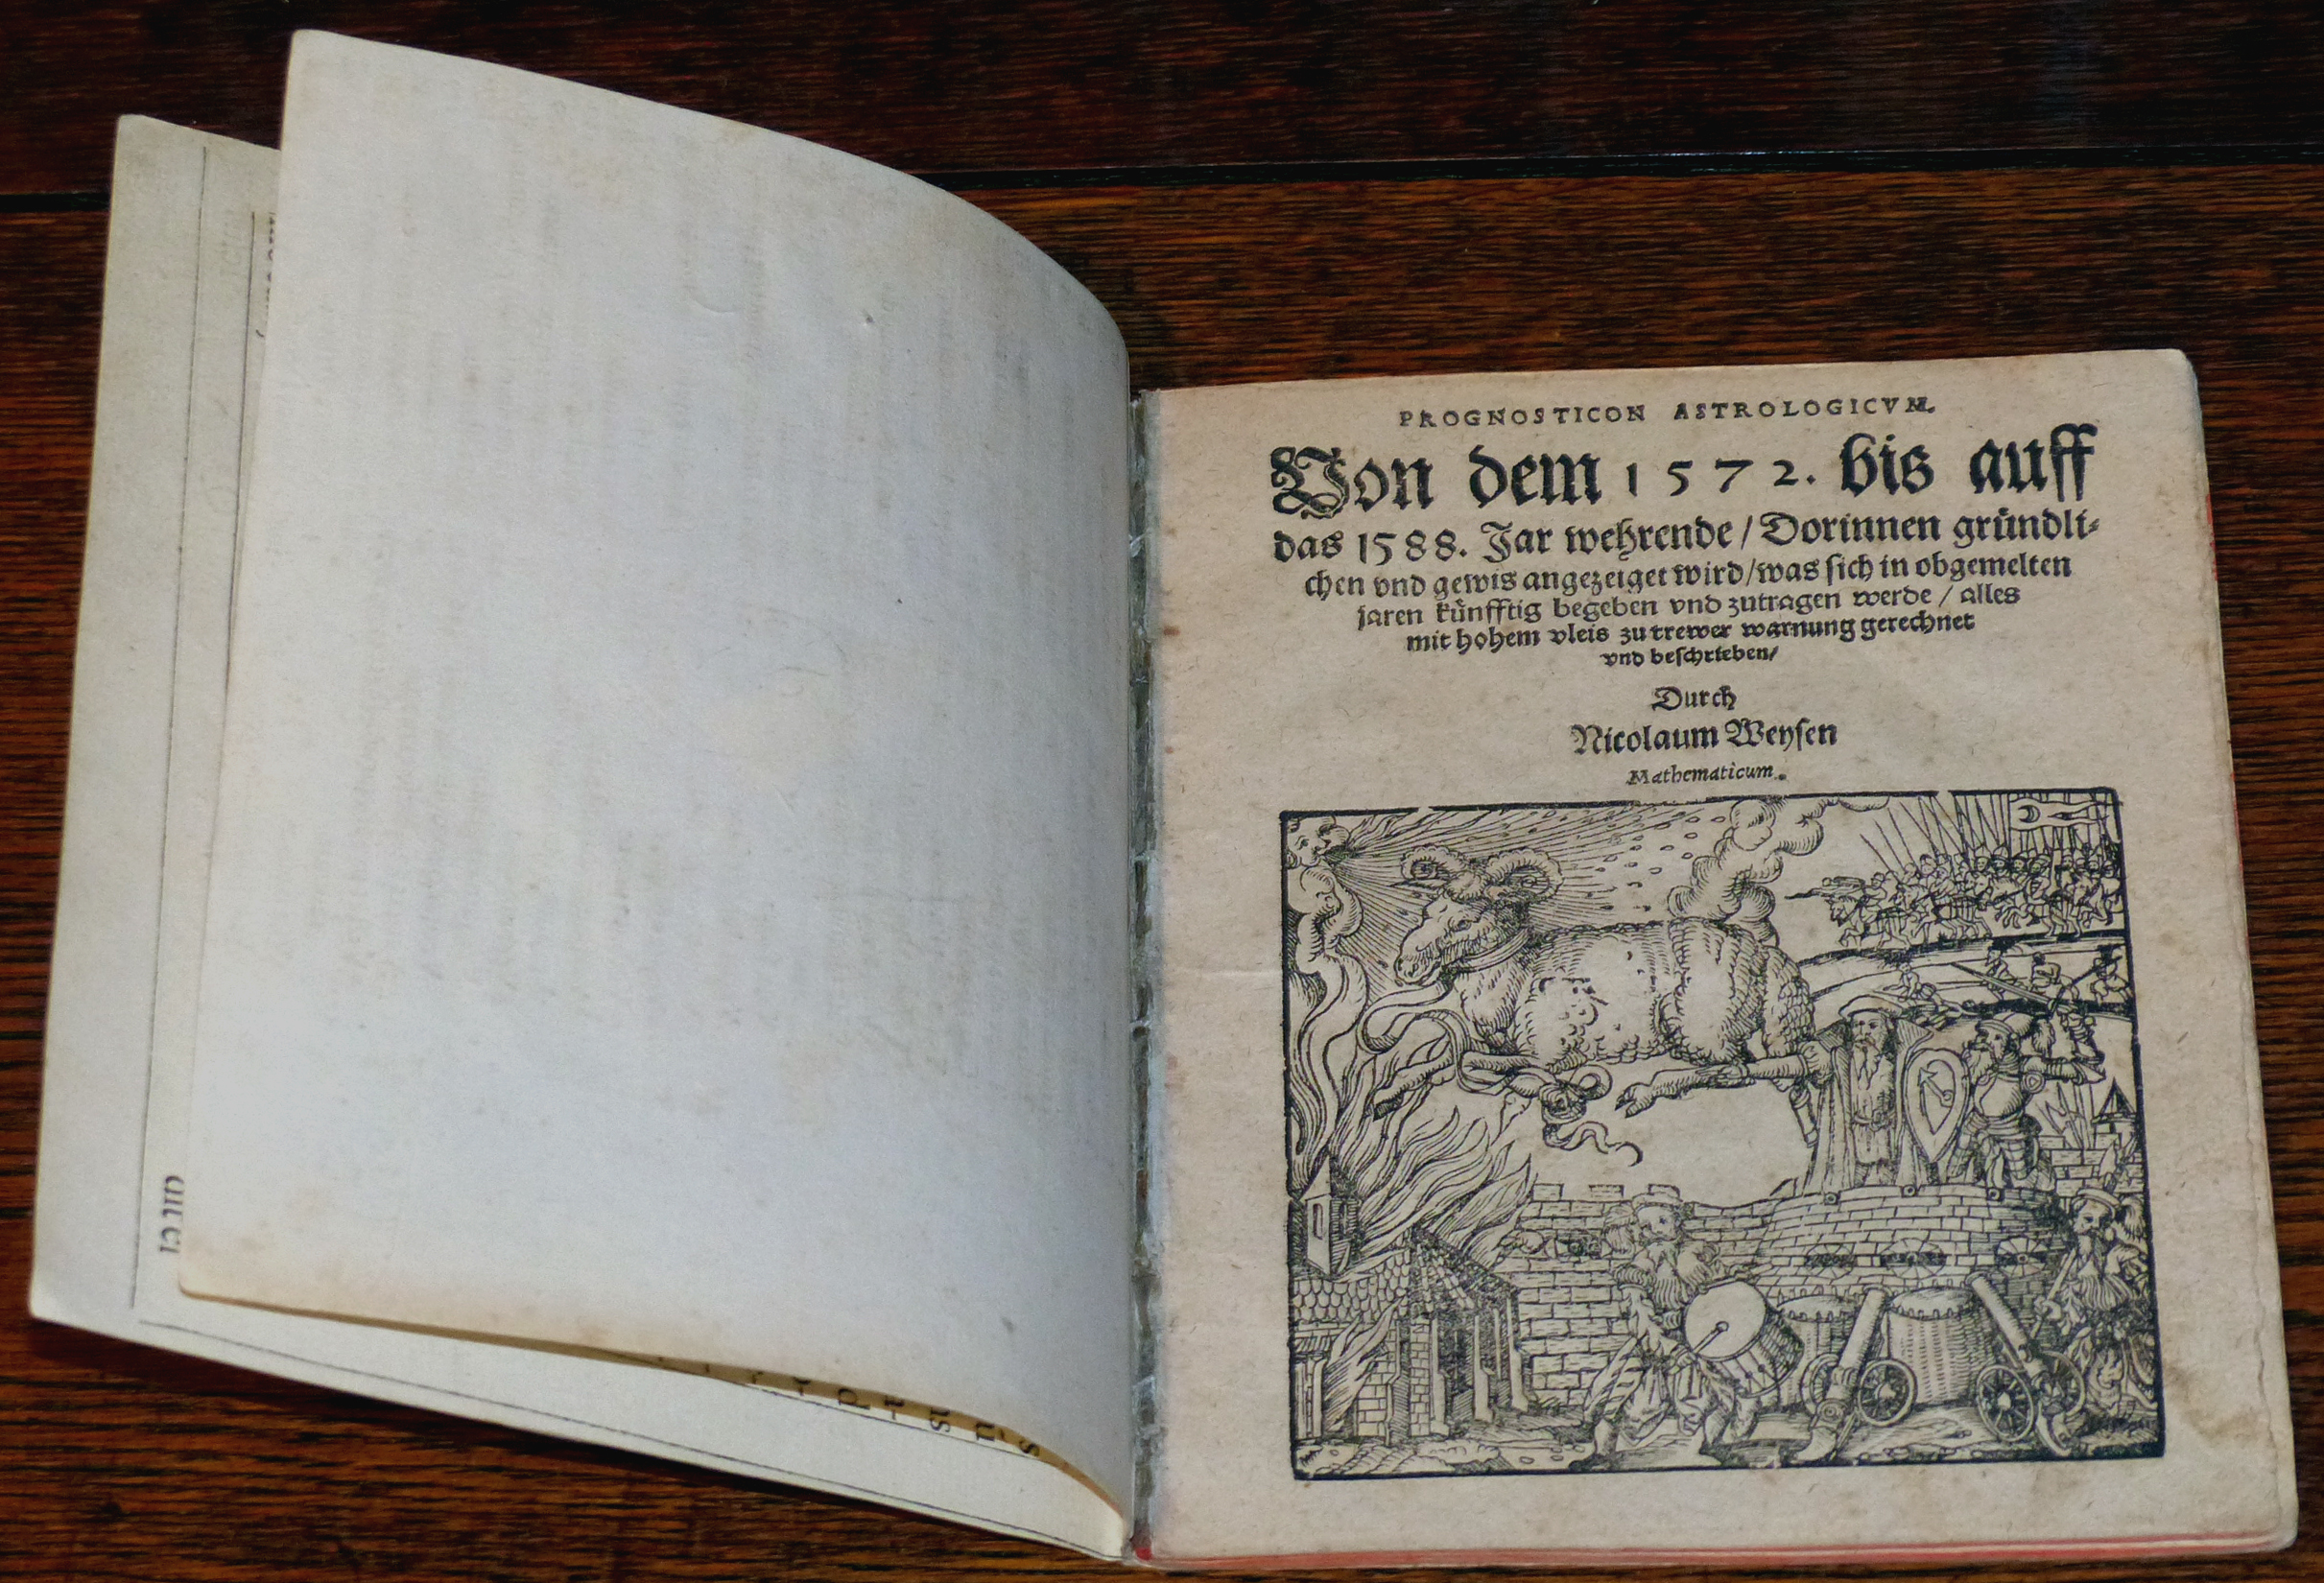 PROGNOSTICON ASTROLOGICVM.
Von dem 1572. bis auff
das 1588. Jar wehrende / Dorinnen gründli⸗
chen vnd gewis angezeiget wird / was sich in obgemelten
jaren künfftig begeben vnd zutragen werde / alles
mit hohem vleis zu trewer warnung gerechnet
vnd beschrieben /
Durch
Nicolaum Weysen
Mathematicum.